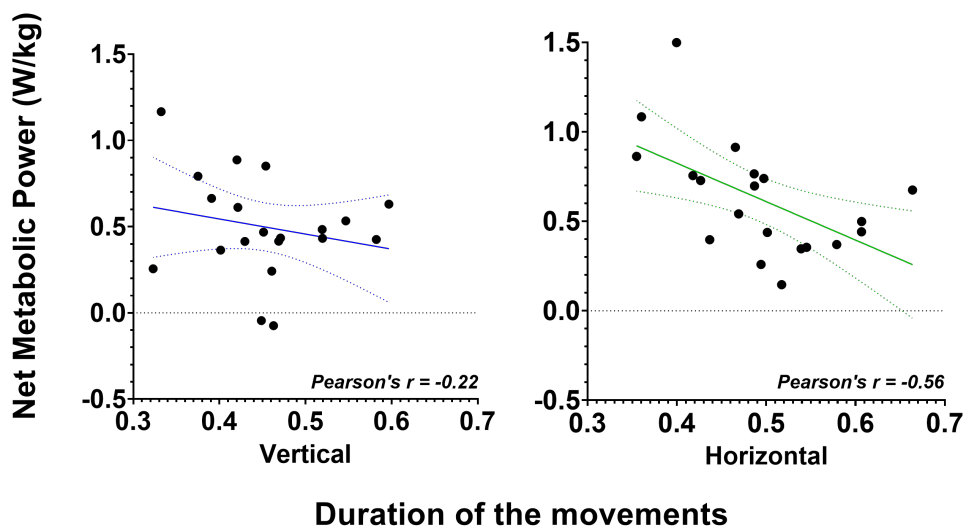 Net Metabolic Power (W/kg)
1.5
1.0
0.5
0.0
-0.5
0.3 0.4 0.5 0.6 0.7
Pearson's r = -0.22
Vertical
1.5
1.0
0.5
0.0
-0.5
0.3 0.4 0.5 0.6 0.7
Pearson's r = -0.56
Horizontal
Duration of the movements